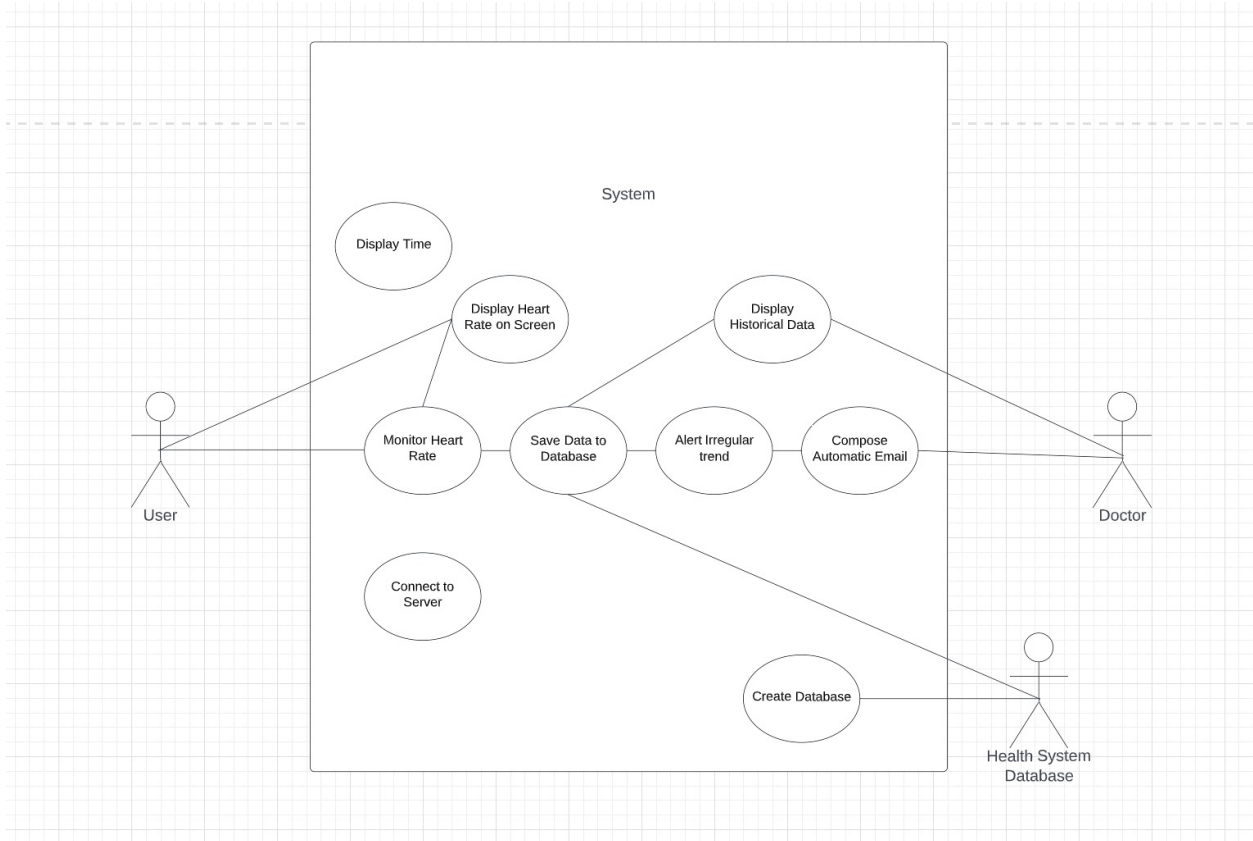 System
Display Time
Display Heart
Rate on Screen
Display
Historical Data
Monitor Heart
Rate
Save Data to
Database
Alert Irregular
trend
Compose
Automatic Email
User
Doctor
Connect to
Server
Create Database
Health System
Database